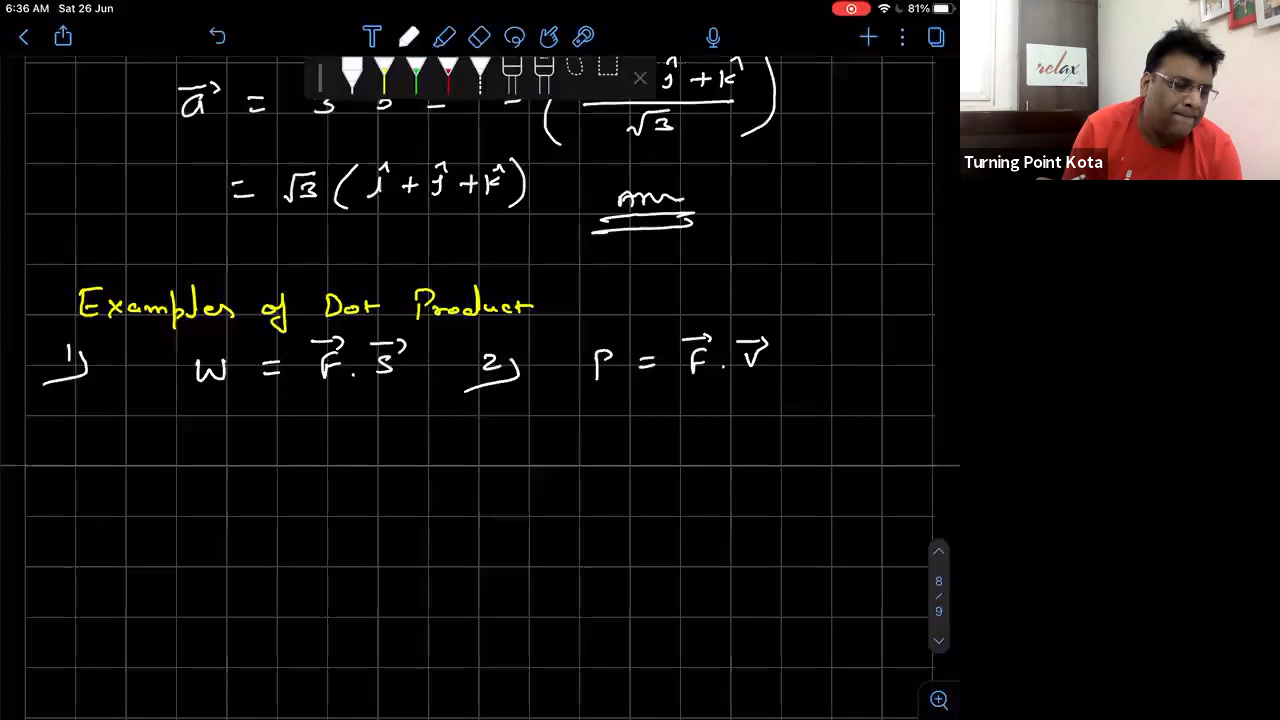 6:36 AM Sat 26 Jun 81%
T
relax
Turning Point Kota
ĵ + k̂
a⃗ = √3
= √3 ( î + ĵ + k̂ ) Ans
Examples of Dot Product
1) W = F⃗ . S⃗ 2) P = F⃗ . V⃗
8
/
9